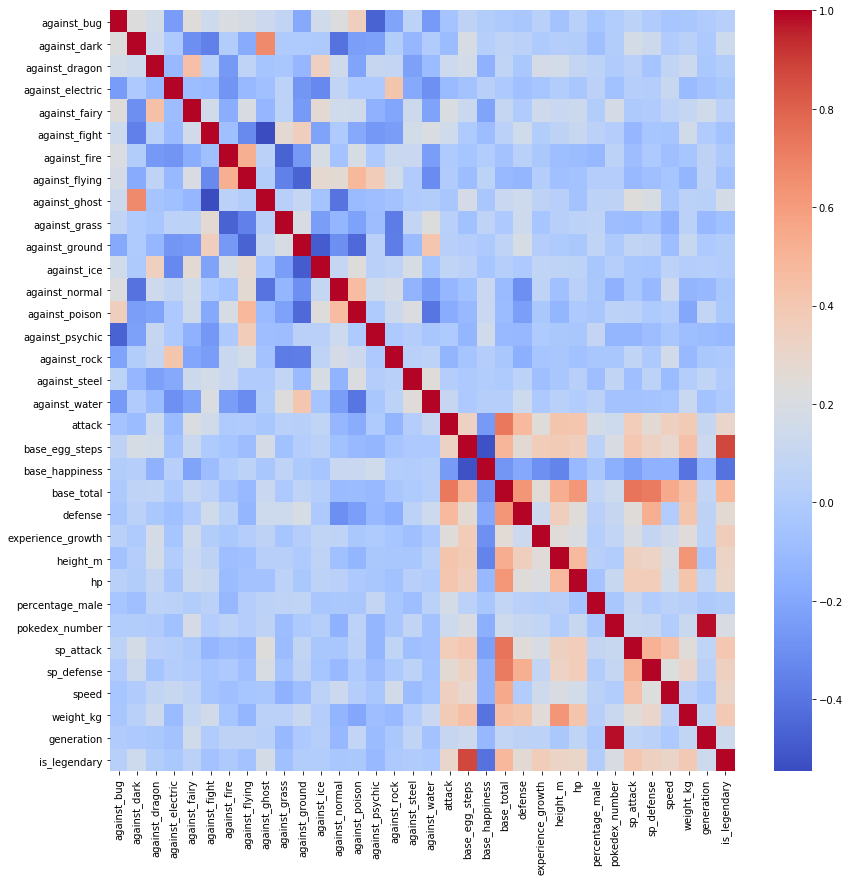 against_bug
against_dark
against_dragon
against_electric
against_fairy
against_fight
against_fire
against_flying
against_ghost
against_grass
against_ground
against_ice
against_normal
against_poison
against_psychic
against_rock
against_steel
against_water
attack
base_egg_steps
base_happiness
base_total
defense
experience_growth
height_m
hp
percentage_male
pokedex_number
sp_attack
sp_defense
speed
weight_kg
generation
is_legendary
against_bug
against_dark
against_dragon
against_electric
against_fairy
against_fight
against_fire
against_flying
against_ghost
against_grass
against_ground
against_ice
against_normal
against_poison
against_psychic
against_rock
against_steel
against_water
attack
base_egg_steps
base_happiness
base_total
defense
experience_growth
height_m
hp
percentage_male
pokedex_number
sp_attack
sp_defense
speed
weight_kg
generation
is_legendary
1.0
0.8
0.6
0.4
0.2
0.0
−0.2
−0.4